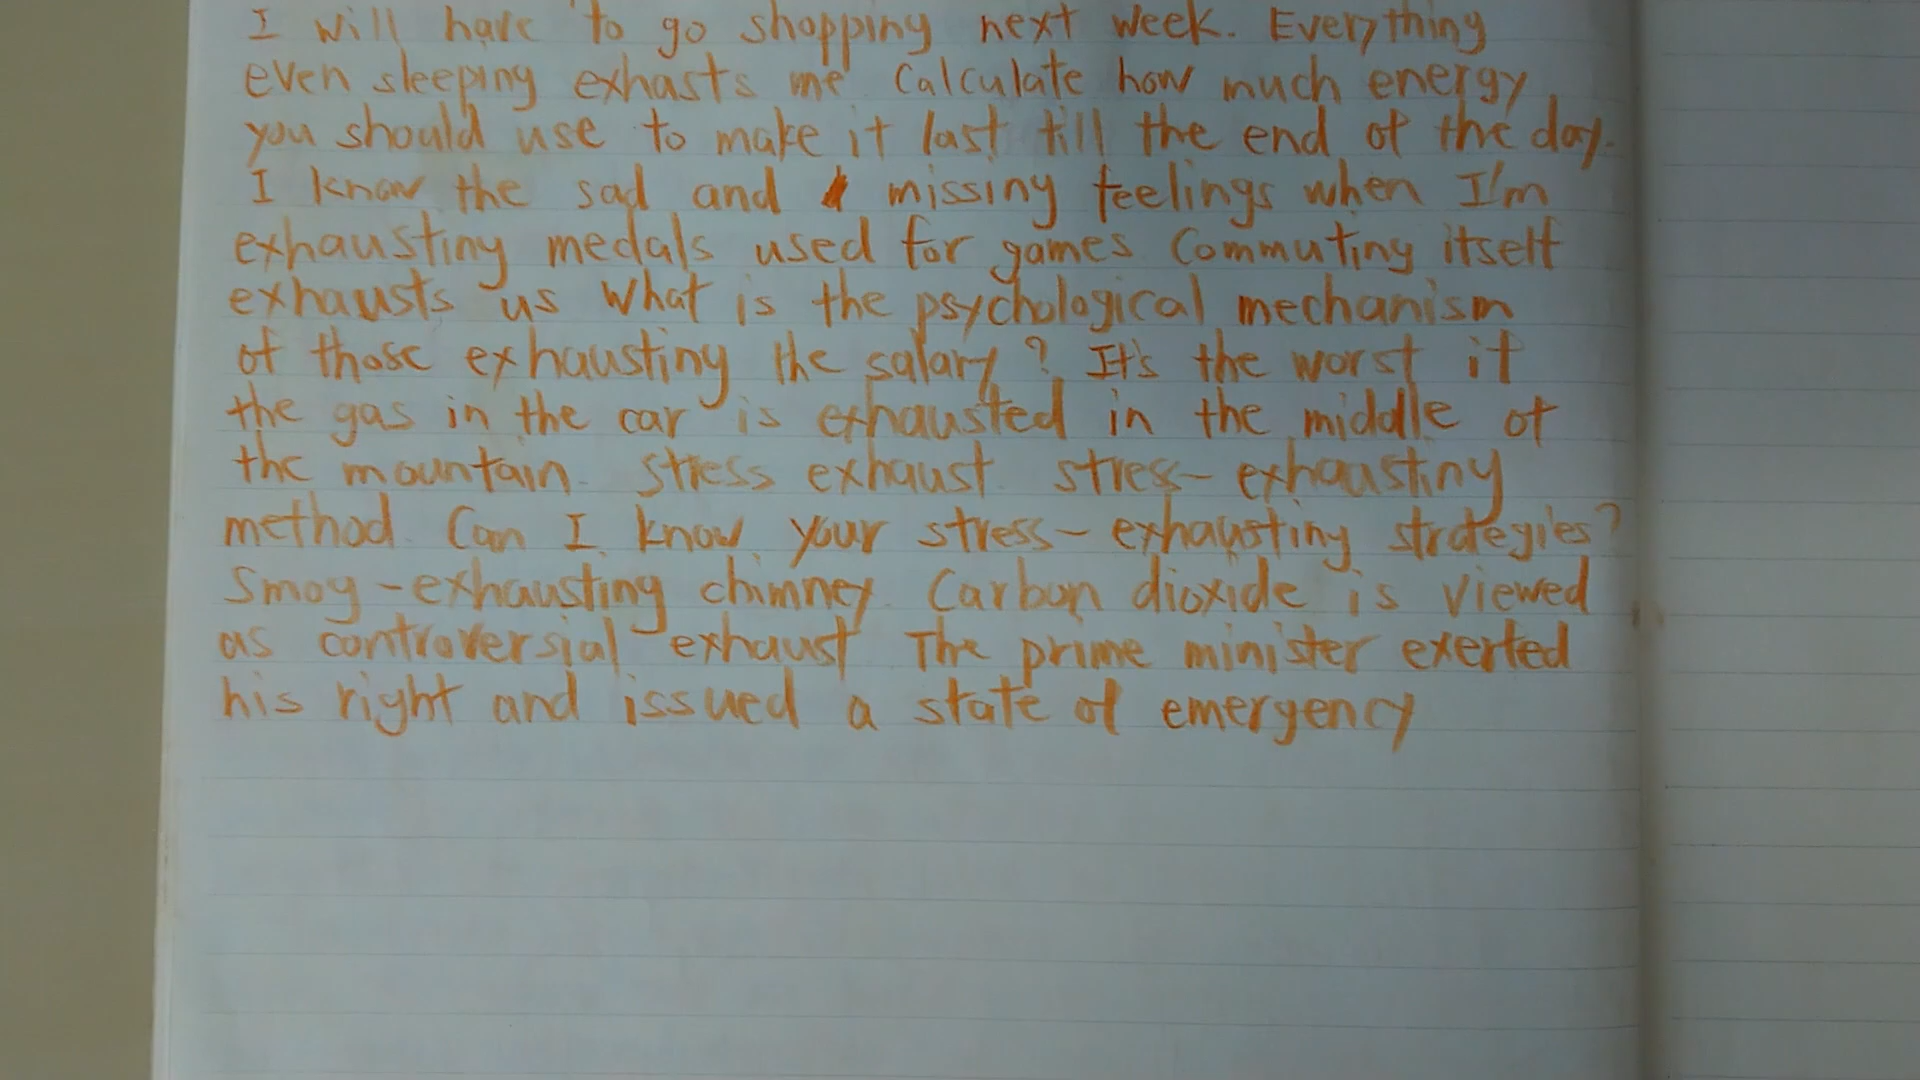 I will have to go shopping next week. Everything
even sleeping exhasts me Calculate how much energy
you should use to make it last till the end of the day.
I know the sad and missing feelings when I'm
exhausting medals used for games Commuting itself
exhausts us What is the psychological mechanism
of those exhausting the salary? It's the worst if
the gas in the car is exhausted in the middle of
the mountain. Stress exhaust. stress-exhausting
method. Can I know your stress-exhausting strategies?
Smog-exhausting chimney. Carbon dioxide is viewed
as controversial exhaust The prime minister exerted
his right and issued a state of emergency